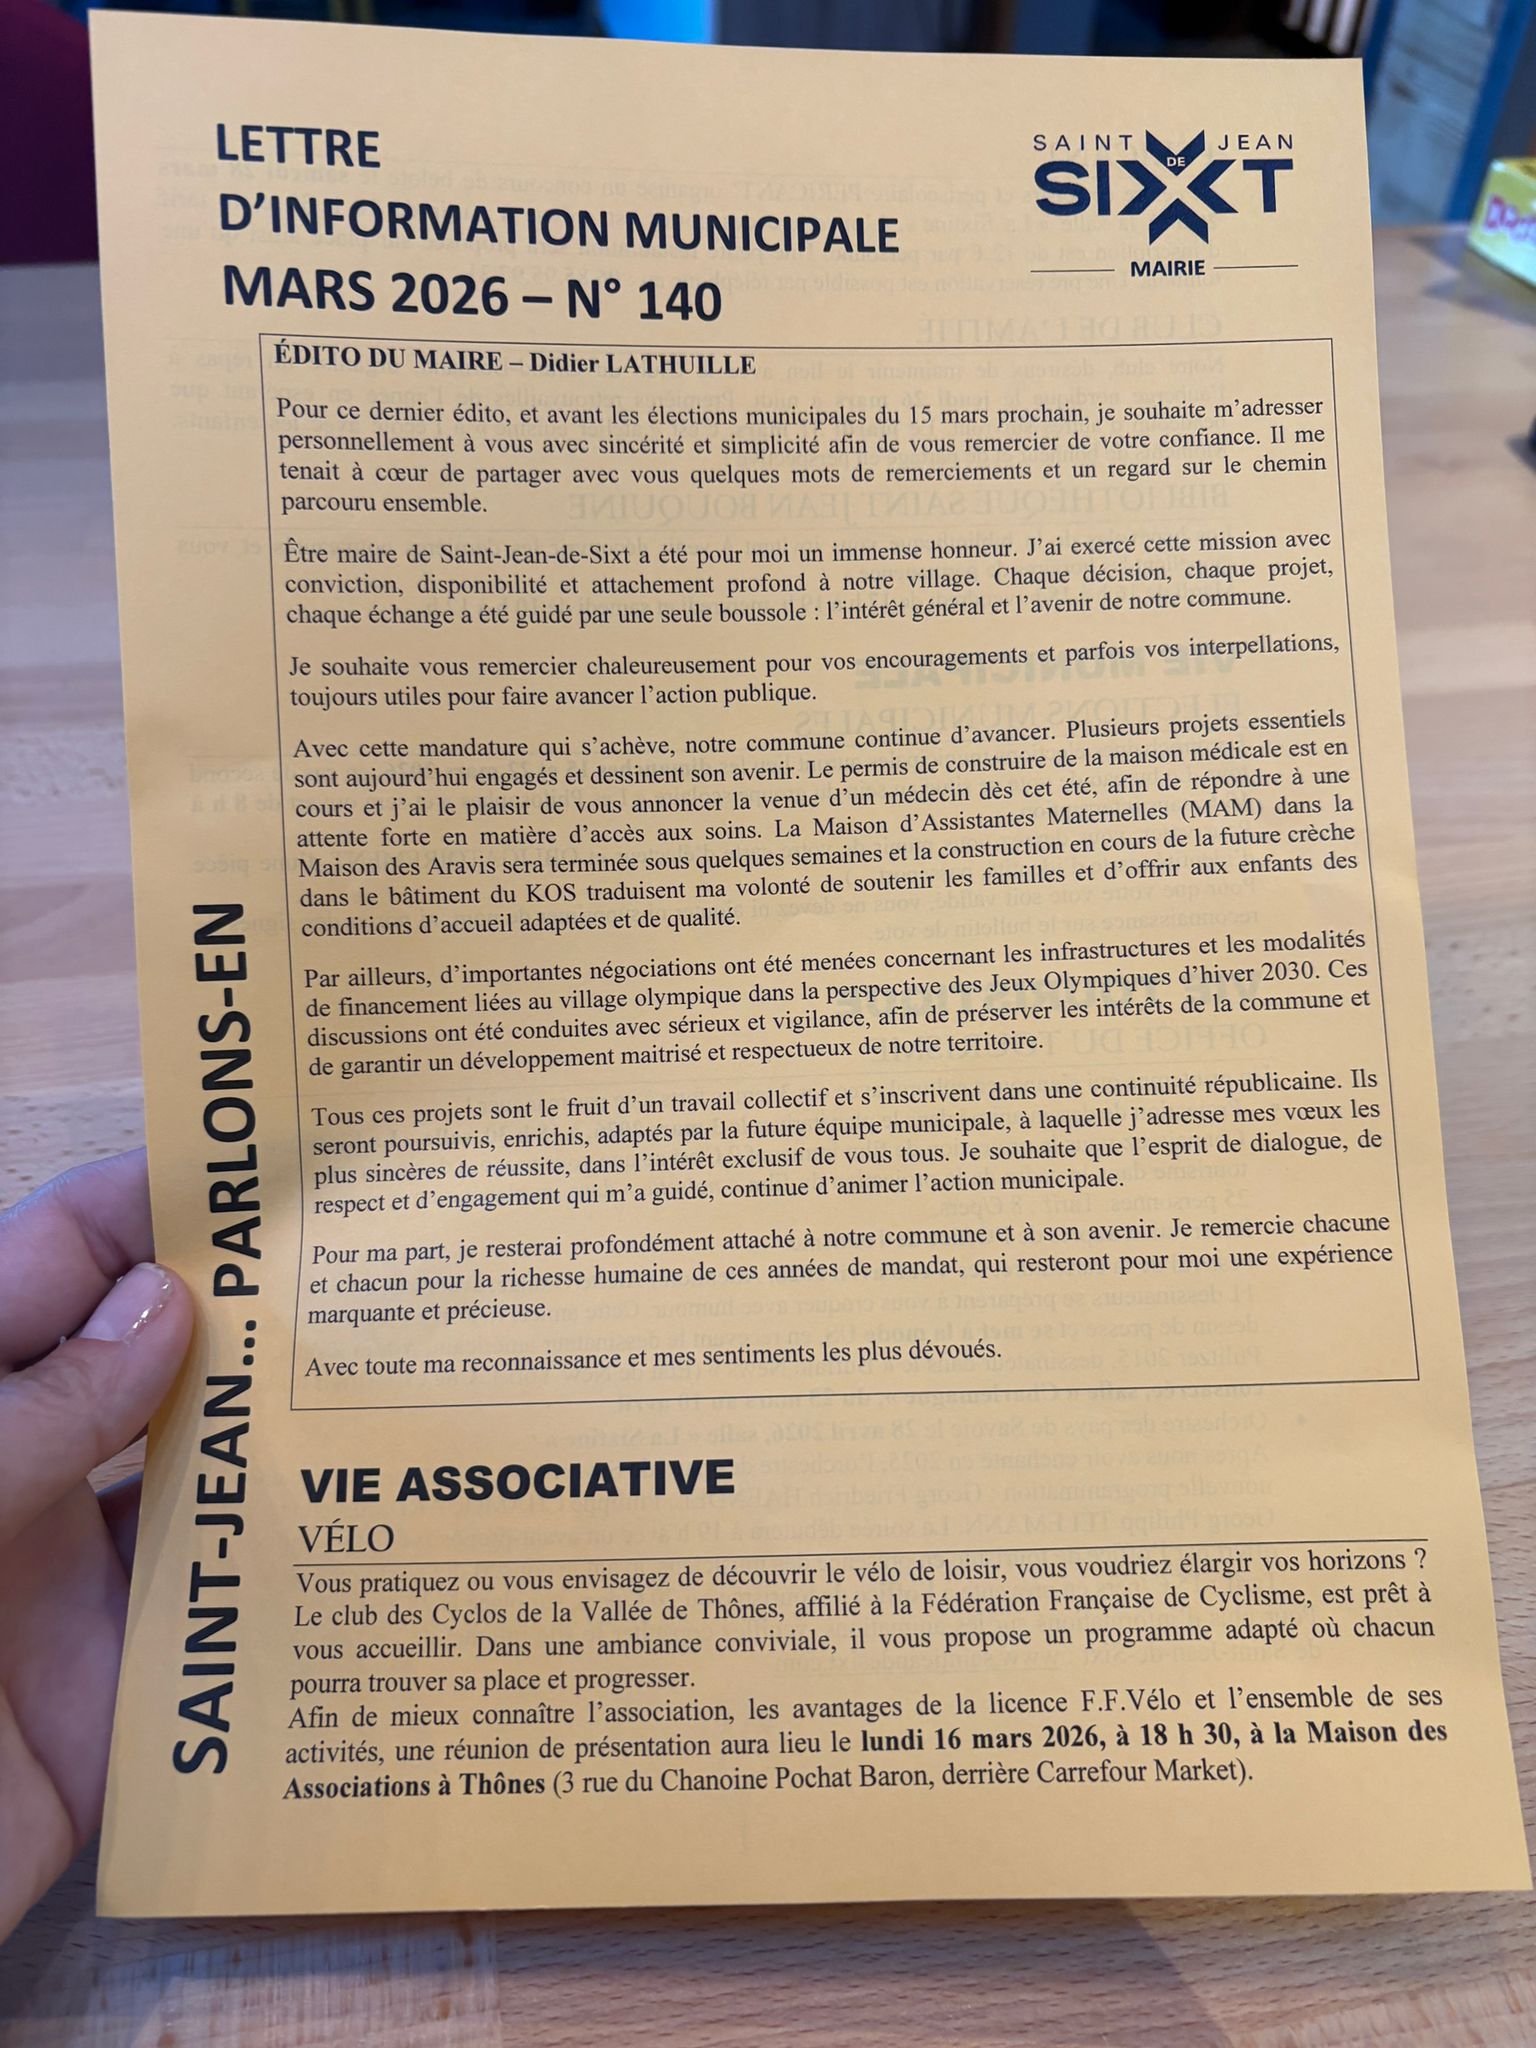 LETTRE
D'INFORMATION MUNICIPALE
MARS 2026 – N° 140
SAINT DE JEAN
SIXT
MAIRIE
SAINT-JEAN... PARLONS-EN
ÉDITO DU MAIRE – Didier LATHUILLE
Pour ce dernier édito, et avant les élections municipales du 15 mars prochain, je souhaite m'adresser
personnellement à vous avec sincérité et simplicité afin de vous remercier de votre confiance. Il me
tenait à cœur de partager avec vous quelques mots de remerciements et un regard sur le chemin
parcouru ensemble.
Être maire de Saint-Jean-de-Sixt a été pour moi un immense honneur. J'ai exercé cette mission avec
conviction, disponibilité et attachement profond à notre village. Chaque décision, chaque projet,
chaque échange a été guidé par une seule boussole : l'intérêt général et l'avenir de notre commune.
Je souhaite vous remercier chaleureusement pour vos encouragements et parfois vos interpellations,
toujours utiles pour faire avancer l'action publique.
Avec cette mandature qui s'achève, notre commune continue d'avancer. Plusieurs projets essentiels
sont aujourd'hui engagés et dessinent son avenir. Le permis de construire de la maison médicale est en
cours et j'ai le plaisir de vous annoncer la venue d'un médecin dès cet été, afin de répondre à une
attente forte en matière d'accès aux soins. La Maison d'Assistantes Maternelles (MAM) dans la
Maison des Aravis sera terminée sous quelques semaines et la construction en cours de la future crèche
dans le bâtiment du KOS traduisent ma volonté de soutenir les familles et d'offrir aux enfants des
conditions d'accueil adaptées et de qualité.
Par ailleurs, d'importantes négociations ont été menées concernant les infrastructures et les modalités
de financement liées au village olympique dans la perspective des Jeux Olympiques d'hiver 2030. Ces
discussions ont été conduites avec sérieux et vigilance, afin de préserver les intérêts de la commune et
de garantir un développement maitrisé et respectueux de notre territoire.
Tous ces projets sont le fruit d'un travail collectif et s'inscrivent dans une continuité républicaine. Ils
seront poursuivis, enrichis, adaptés par la future équipe municipale, à laquelle j'adresse mes vœux les
plus sincères de réussite, dans l'intérêt exclusif de vous tous. Je souhaite que l'esprit de dialogue, de
respect et d'engagement qui m'a guidé, continue d'animer l'action municipale.
Pour ma part, je resterai profondément attaché à notre commune et à son avenir. Je remercie chacune
et chacun pour la richesse humaine de ces années de mandat, qui resteront pour moi une expérience
marquante et précieuse.
Avec toute ma reconnaissance et mes sentiments les plus dévoués.
VIE ASSOCIATIVE
VÉLO
Vous pratiquez ou vous envisagez de découvrir le vélo de loisir, vous voudriez élargir vos horizons ?
Le club des Cyclos de la Vallée de Thônes, affilié à la Fédération Française de Cyclisme, est prêt à
vous accueillir. Dans une ambiance conviviale, il vous propose un programme adapté où chacun
pourra trouver sa place et progresser.
Afin de mieux connaître l'association, les avantages de la licence F.F.Vélo et l'ensemble de ses
activités, une réunion de présentation aura lieu le lundi 16 mars 2026, à 18 h 30, à la Maison des
Associations à Thônes (3 rue du Chanoine Pochat Baron, derrière Carrefour Market).